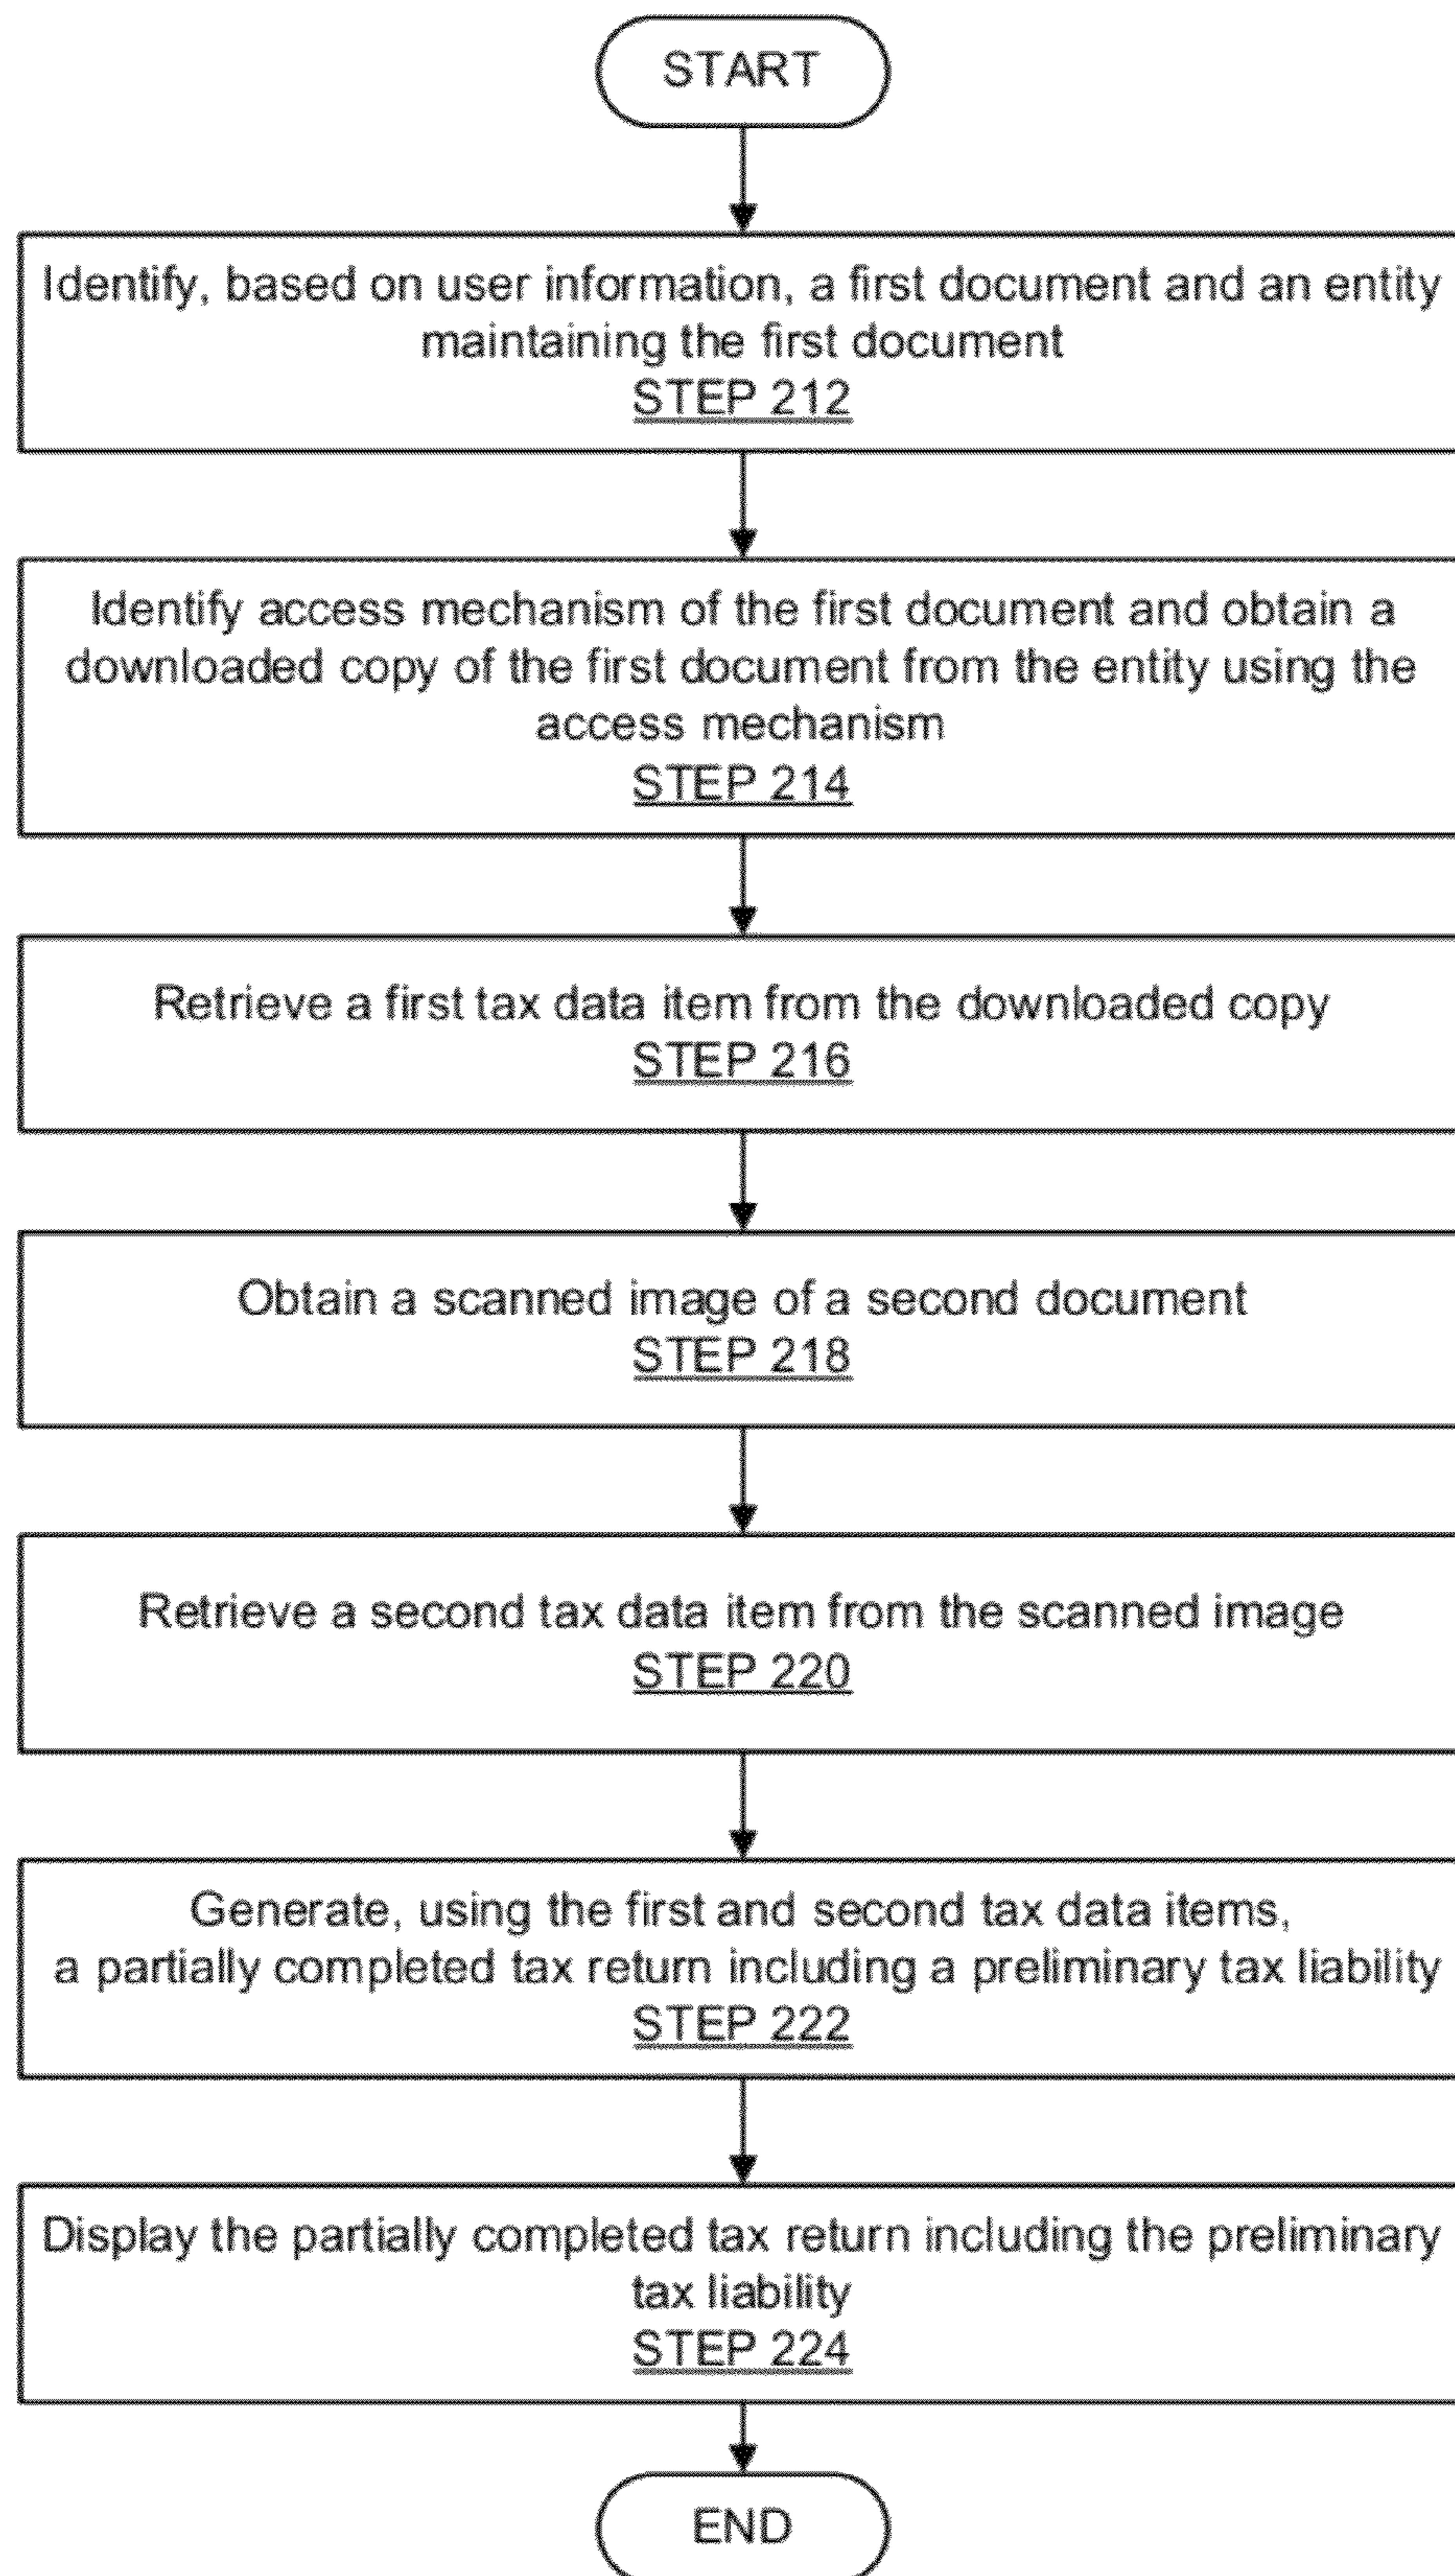 START
Identify, based on user information, a first document and an entity
maintaining the first document
STEP 212
Identify access mechanism of the first document and obtain a
downloaded copy of the first document from the entity using the
access mechanism
STEP 214
Retrieve a first tax data item from the downloaded copy
STEP 216
Obtain a scanned image of a second document
STEP 218
Retrieve a second tax data item from the scanned image
STEP 220
Generate, using the first and second tax data items,
a partially completed tax return including a preliminary tax liability
STEP 222
Display the partially completed tax return including the preliminary
tax liability
STEP 224
END